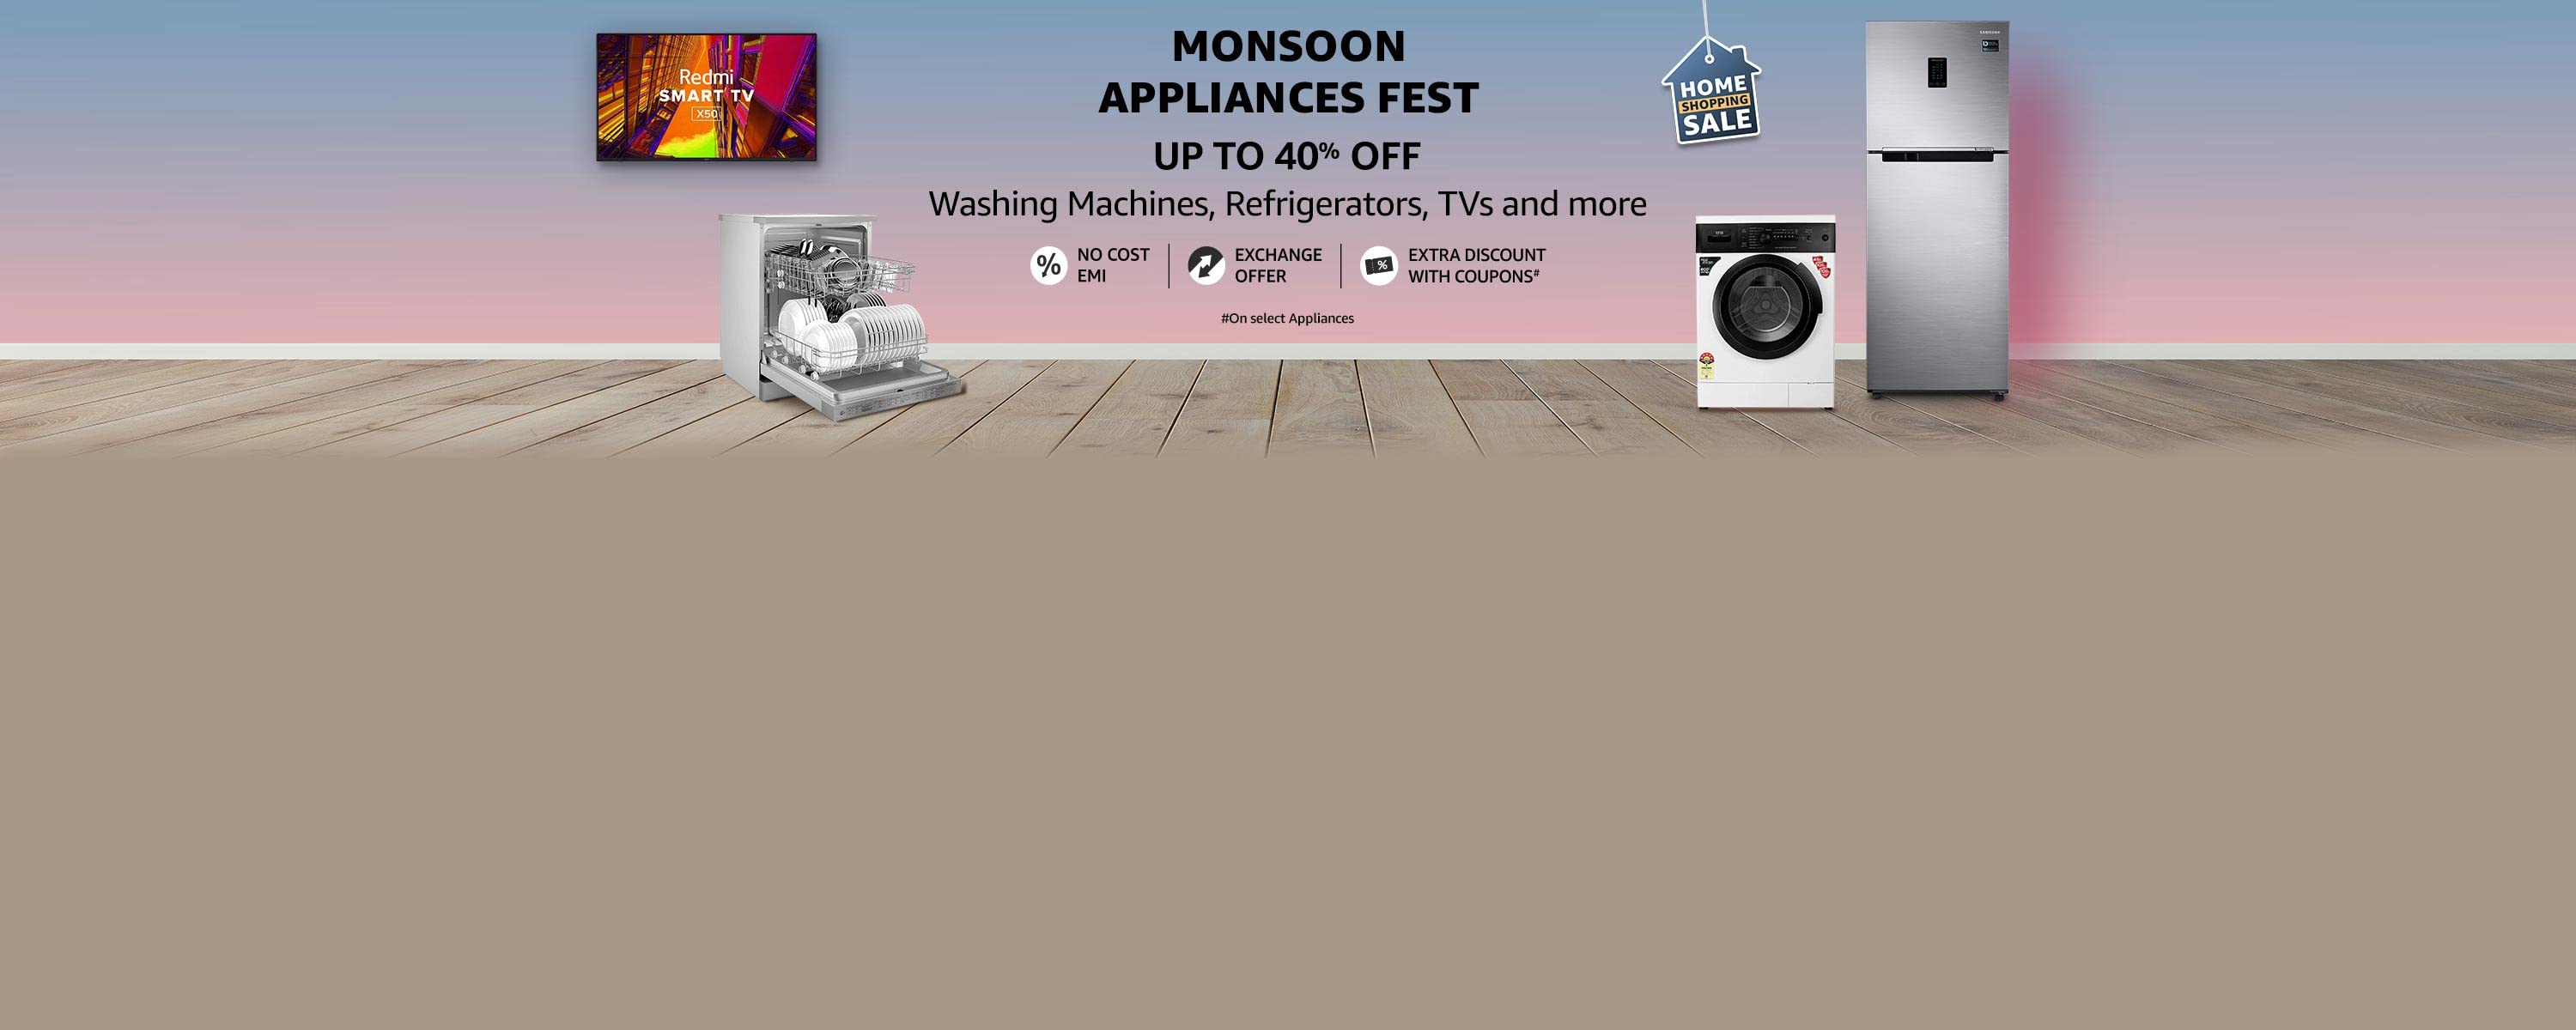 MONSOON
APPLIANCES FEST
UP TO 40% OFF
Washing Machines, Refrigerators, TVs and more
% NO COST
EMI
EXCHANGE
OFFER
% EXTRA DISCOUNT
WITH COUPONS#
#On select Appliances
Redmi
SMART TV
X50
HOME
SHOPPING
SALE
SAMSUNG